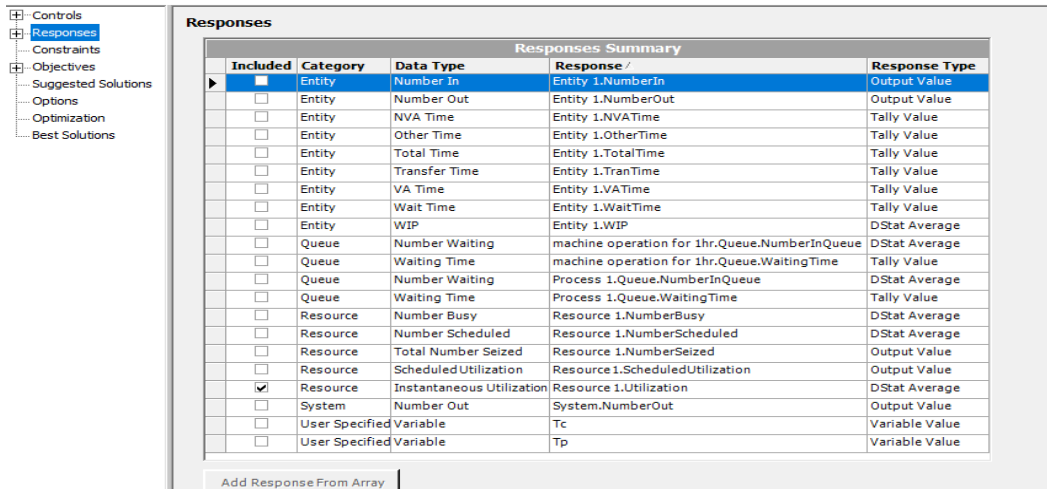 Controls
Responses
Constraints
Objectives
Suggested Solutions
Options
Optimization
Best Solutions
Responses
Responses Summary
Included Category Data Type Response / Response Type
Entity Number In Entity 1.NumberIn Output Value
Entity Number Out Entity 1.NumberOut Output Value
Entity NVA Time Entity 1.NVATime Tally Value
Entity Other Time Entity 1.OtherTime Tally Value
Entity Total Time Entity 1.TotalTime Tally Value
Entity Transfer Time Entity 1.TranTime Tally Value
Entity VA Time Entity 1.VATime Tally Value
Entity Wait Time Entity 1.WaitTime Tally Value
Entity WIP Entity 1.WIP DStat Average
Queue Number Waiting machine operation for 1hr.Queue.NumberInQueue DStat Average
Queue Waiting Time machine operation for 1hr.Queue.WaitingTime Tally Value
Queue Number Waiting Process 1.Queue.NumberInQueue DStat Average
Queue Waiting Time Process 1.Queue.WaitingTime Tally Value
Resource Number Busy Resource 1.NumberBusy DStat Average
Resource Number Scheduled Resource 1.NumberScheduled DStat Average
Resource Total Number Seized Resource 1.NumberSeized Output Value
Resource Scheduled Utilization Resource 1.ScheduledUtilization Output Value
Resource Instantaneous Utilization Resource 1.Utilization DStat Average
System Number Out System.NumberOut Output Value
User Specified Variable Tc Variable Value
User Specified Variable Tp Variable Value
Add Response From Array